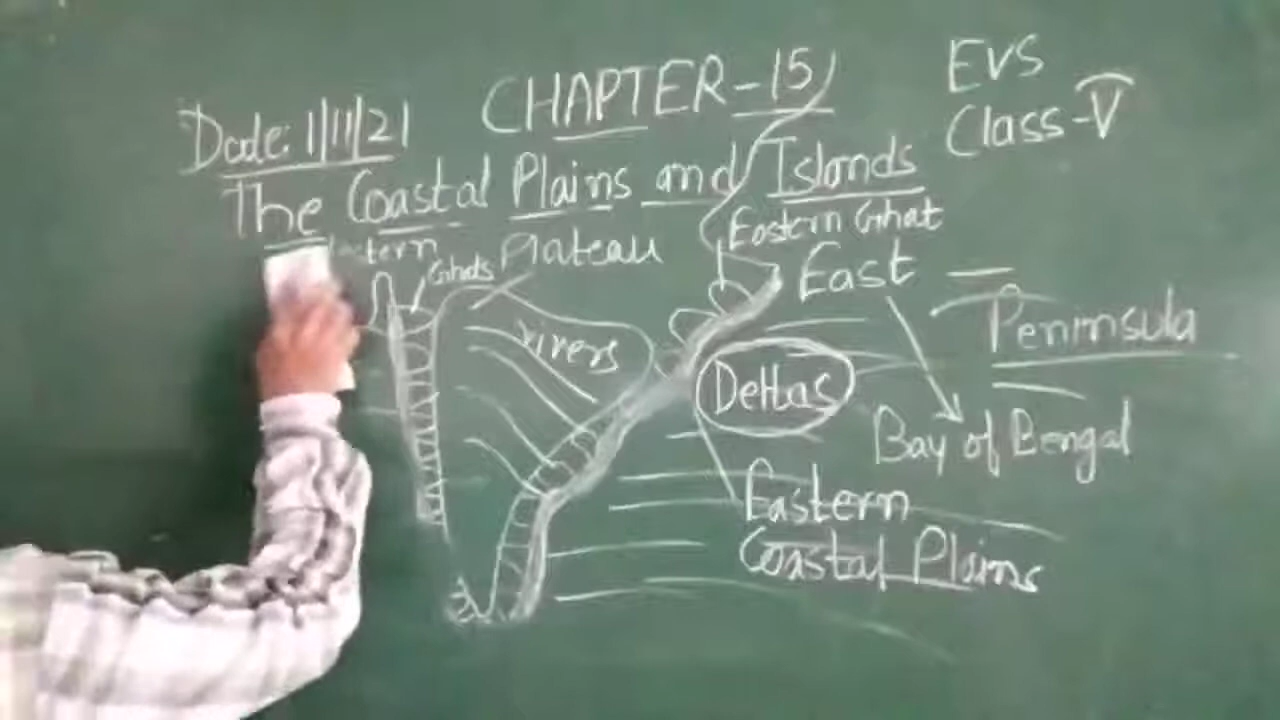 CHAPTER-15
EVS
Date: 1/11/21
Class-V
The Coastal Plains and Islands
Eastern Ghat
Ghats
Plateau
East
rivers
Peninsula
Deltas
Bay of Bengal
Eastern
Coastal Plains